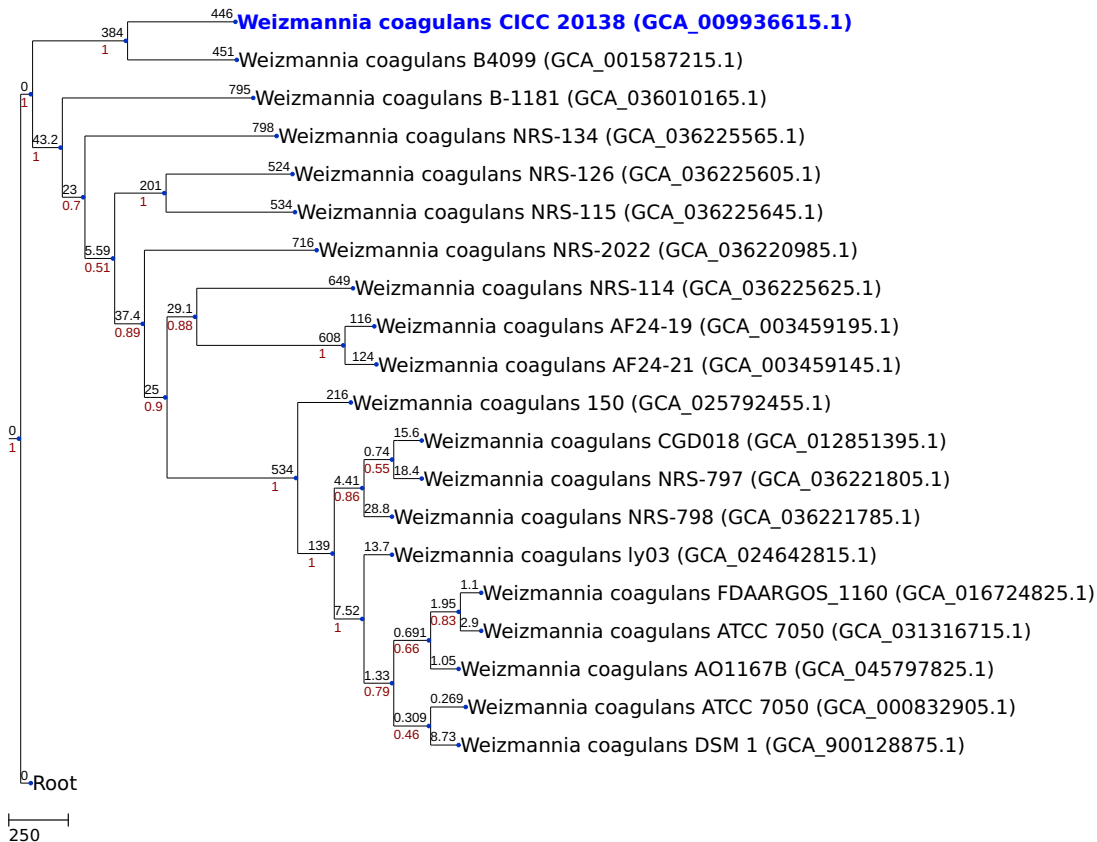 446
Weizmannia coagulans CICC 20138 (GCA_009936615.1)
384
1
451
Weizmannia coagulans B4099 (GCA_001587215.1)
0
1
795
Weizmannia coagulans B-1181 (GCA_036010165.1)
43.2
1
798
Weizmannia coagulans NRS-134 (GCA_036225565.1)
23
0.7
524
Weizmannia coagulans NRS-126 (GCA_036225605.1)
201
1
534
Weizmannia coagulans NRS-115 (GCA_036225645.1)
5.59
0.51
716
Weizmannia coagulans NRS-2022 (GCA_036220985.1)
37.4
0.89
649
Weizmannia coagulans NRS-114 (GCA_036225625.1)
29.1
0.88
116
Weizmannia coagulans AF24-19 (GCA_003459195.1)
608
1
124
Weizmannia coagulans AF24-21 (GCA_003459145.1)
25
0.9
216
Weizmannia coagulans 150 (GCA_025792455.1)
15.6
Weizmannia coagulans CGD018 (GCA_012851395.1)
0.74
0.55
18.4
Weizmannia coagulans NRS-797 (GCA_036221805.1)
534
1
4.41
0.86
28.8
Weizmannia coagulans NRS-798 (GCA_036221785.1)
139
1
13.7
Weizmannia coagulans ly03 (GCA_024642815.1)
1.1
Weizmannia coagulans FDAARGOS_1160 (GCA_016724825.1)
1.95
0.83
2.9
Weizmannia coagulans ATCC 7050 (GCA_031316715.1)
7.52
1
0.691
0.66
1.05
Weizmannia coagulans AO1167B (GCA_045797825.1)
1.33
0.79
0.269
Weizmannia coagulans ATCC 7050 (GCA_000832905.1)
0.309
0.46
8.73
Weizmannia coagulans DSM 1 (GCA_900128875.1)
0
1
0
Root
250